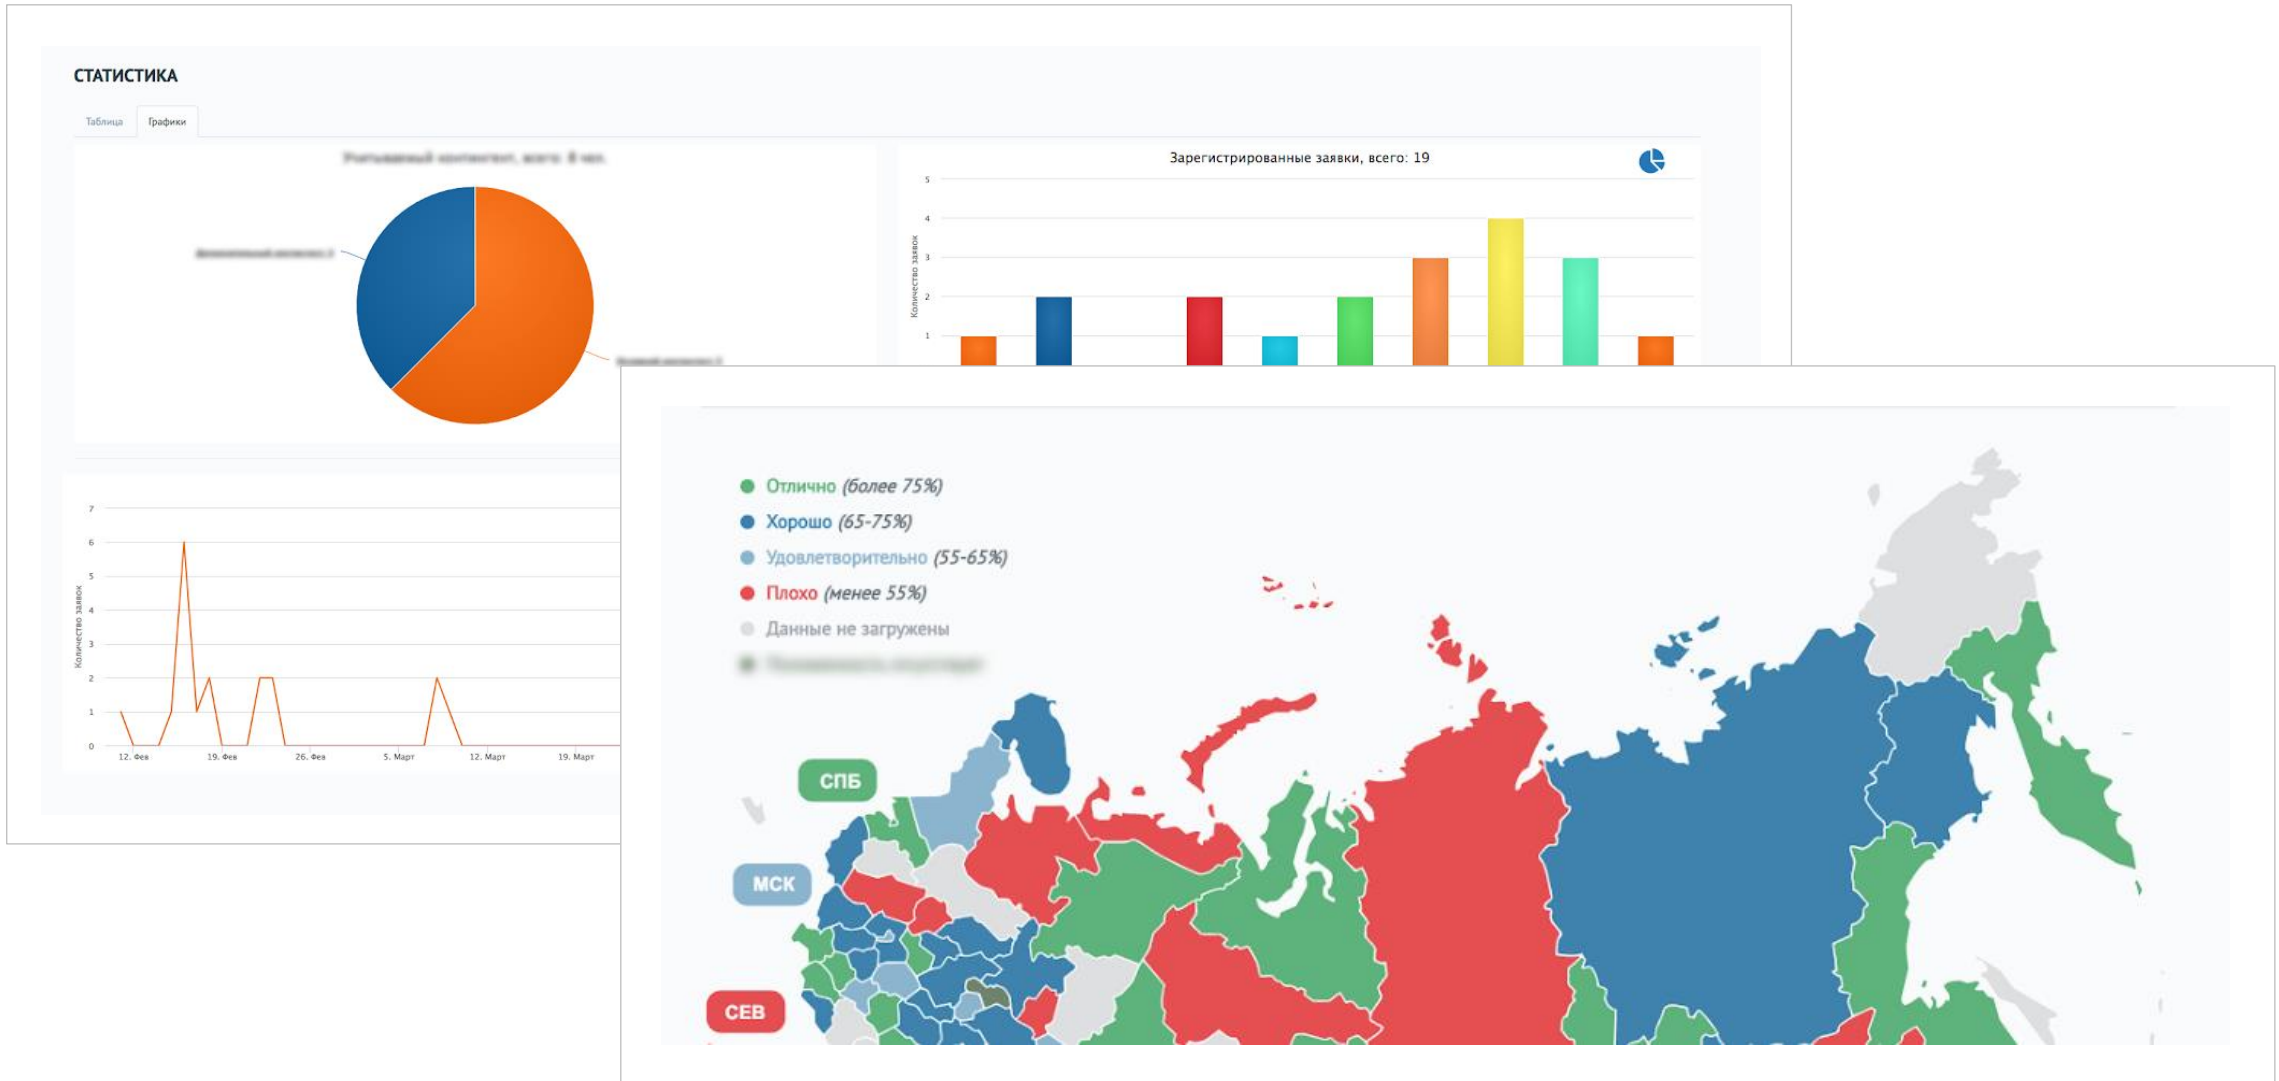 СТАТИСТИКА
Таблица
Графики
Зарегистрированные заявки, всего: 19
Количество заявок
5
4
3
2
1
Количество заявок
7
6
5
4
3
2
1
0
12. Фев
19. Фев
26. Фев
5. Март
12. Март
19. Март
Отлично (более 75%)
Хорошо (65-75%)
Удовлетворительно (55-65%)
Плохо (менее 55%)
Данные не загружены
СПБ
МСК
СЕВ